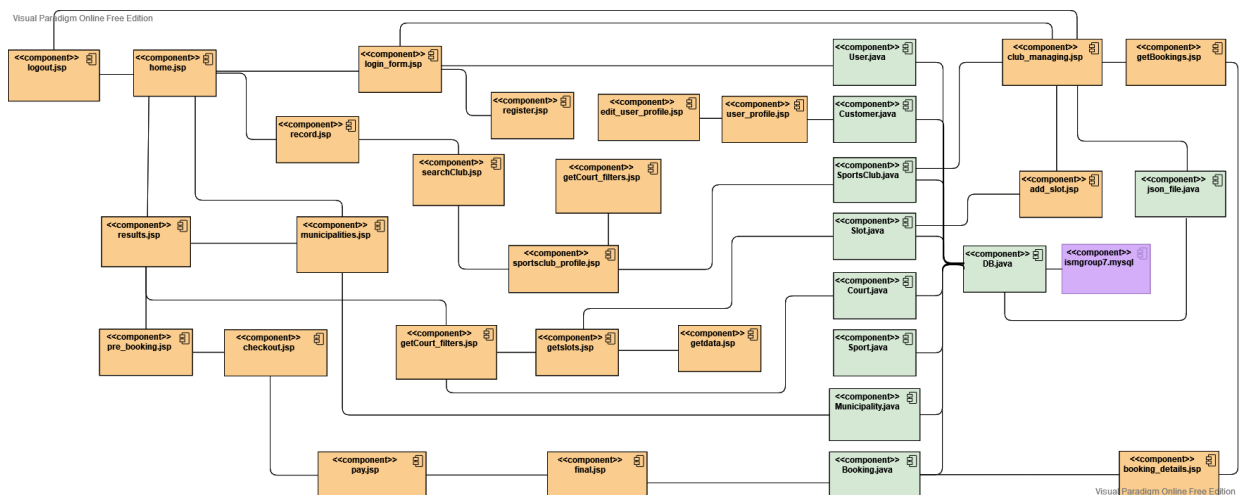 Visual Paradigm Online Free Edition
<<component>>
logout.jsp
<<component>>
home.jsp
<<component>>
login_form.jsp
<<component>>
User.java
<<component>>
club_managing.jsp
<<component>>
getBookings.jsp
<<component>>
register.jsp
<<component>>
edit_user_profile.jsp
<<component>>
user_profile.jsp
<<component>>
Customer.java
<<component>>
record.jsp
<<component>>
searchClub.jsp
<<component>>
getCourt_filters.jsp
<<component>>
SportsClub.java
<<component>>
add_slot.jsp
<<component>>
json_file.java
<<component>>
results.jsp
<<component>>
municipalities.jsp
<<component>>
sportsclub_profile.jsp
<<component>>
Slot.java
<<component>>
DB.java
<<component>>
ismgroup7.mysql
<<component>>
Court.java
<<component>>
pre_booking.jsp
<<component>>
checkout.jsp
<<component>>
getCourt_filters.jsp
<<component>>
getslots.jsp
<<component>>
getdata.jsp
<<component>>
Sport.java
<<component>>
Municipality.java
<<component>>
pay.jsp
<<component>>
final.jsp
<<component>>
Booking.java
<<component>>
booking_details.jsp
Visual Paradigm Online Free Edition